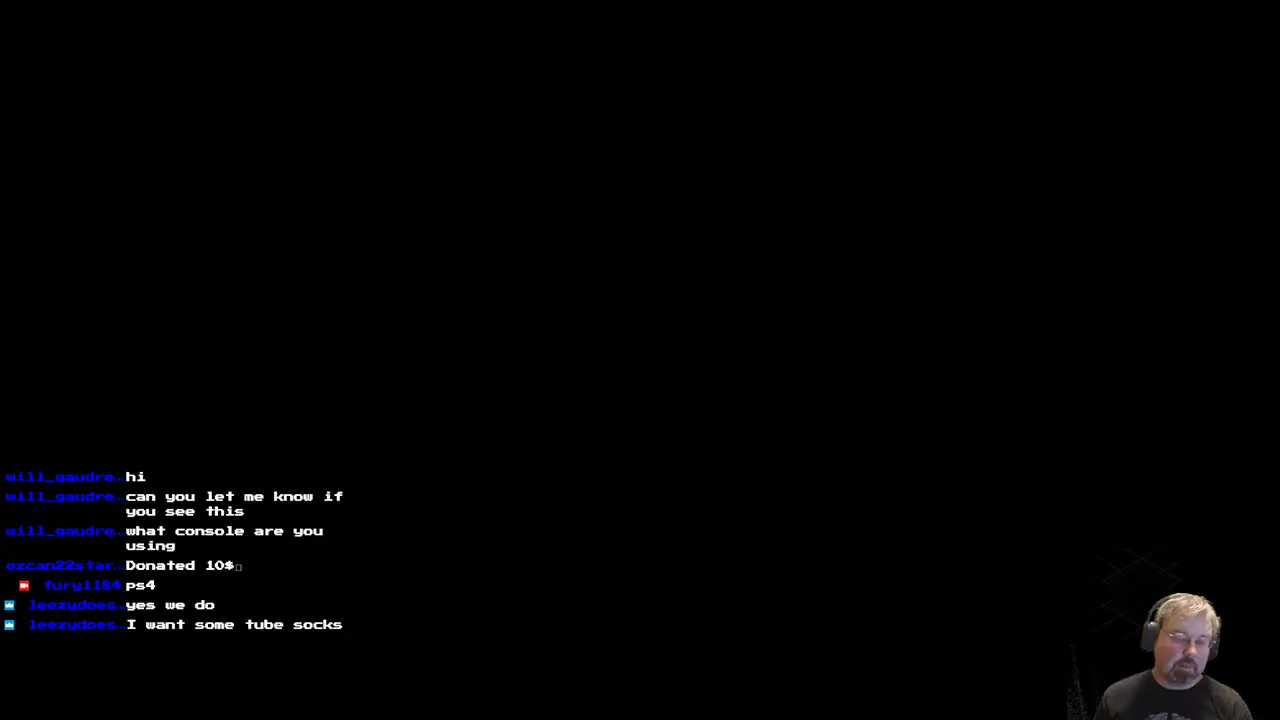 will_gaudre… hi
will_gaudre… can you let me know if
you see this
will_gaudre… what console are you
using
ozcan22star… Donated 10$
fury1184 ps4
leezydoes… yes we do
leezydoes… I want some tube socks